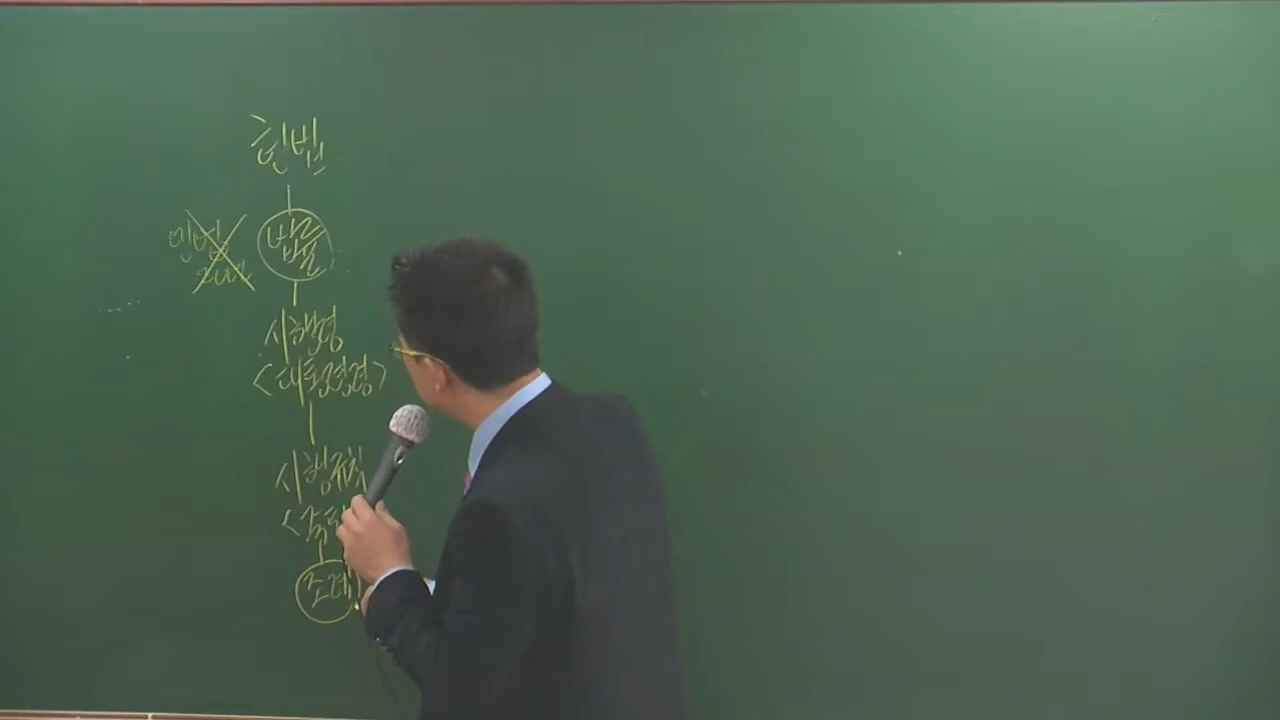 헌법
법률
시행령
<대통령령>
시행규칙
조례